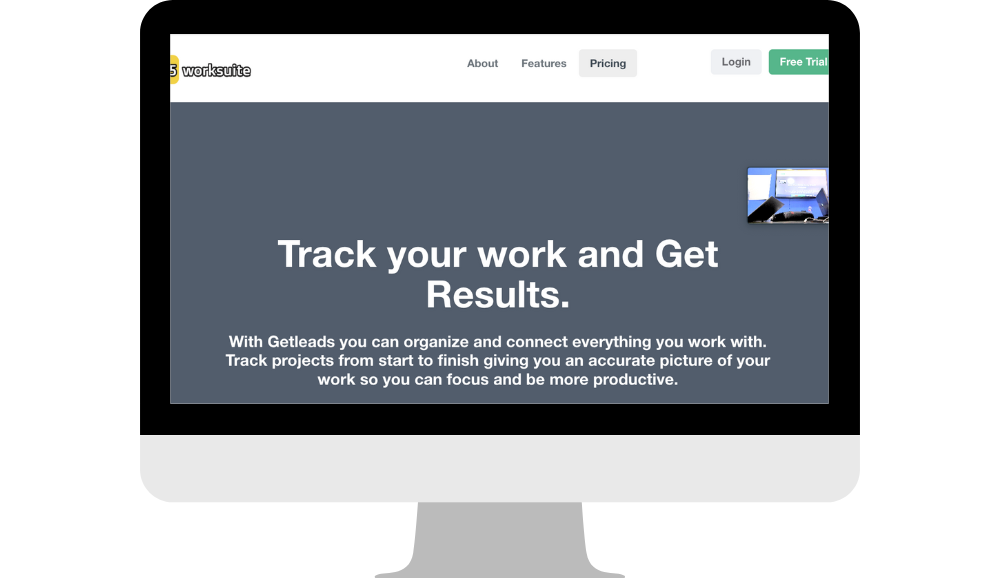 5 worksuite
About
Features
Pricing
Login
Free Trial
Track your work and Get
Results.
With Getleads you can organize and connect everything you work with.
Track projects from start to finish giving you an accurate picture of your
work so you can focus and be more productive.